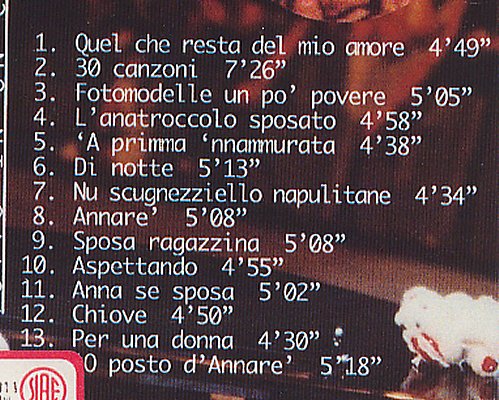 1. Quel che resta del mio amore 4'49”
2. 30 canzoni 7'26”
3. Fotomodelle un po' povere 5'05”
4. L'anatroccolo sposato 4'58”
5. ‘A primma ‘nnammurata 4'38”
6. Di notte 5'13”
7. Nu scugnezziello napulitane 4'34”
8. Annare' 5'08”
9. Sposa ragazzina 5'08”
10. Aspettando 4'55”
11. Anna se sposa 5'02”
12. Chiove 4'50”
13. Per una donna 4'30”
O posto d'Annare' 5'18”
SIAE